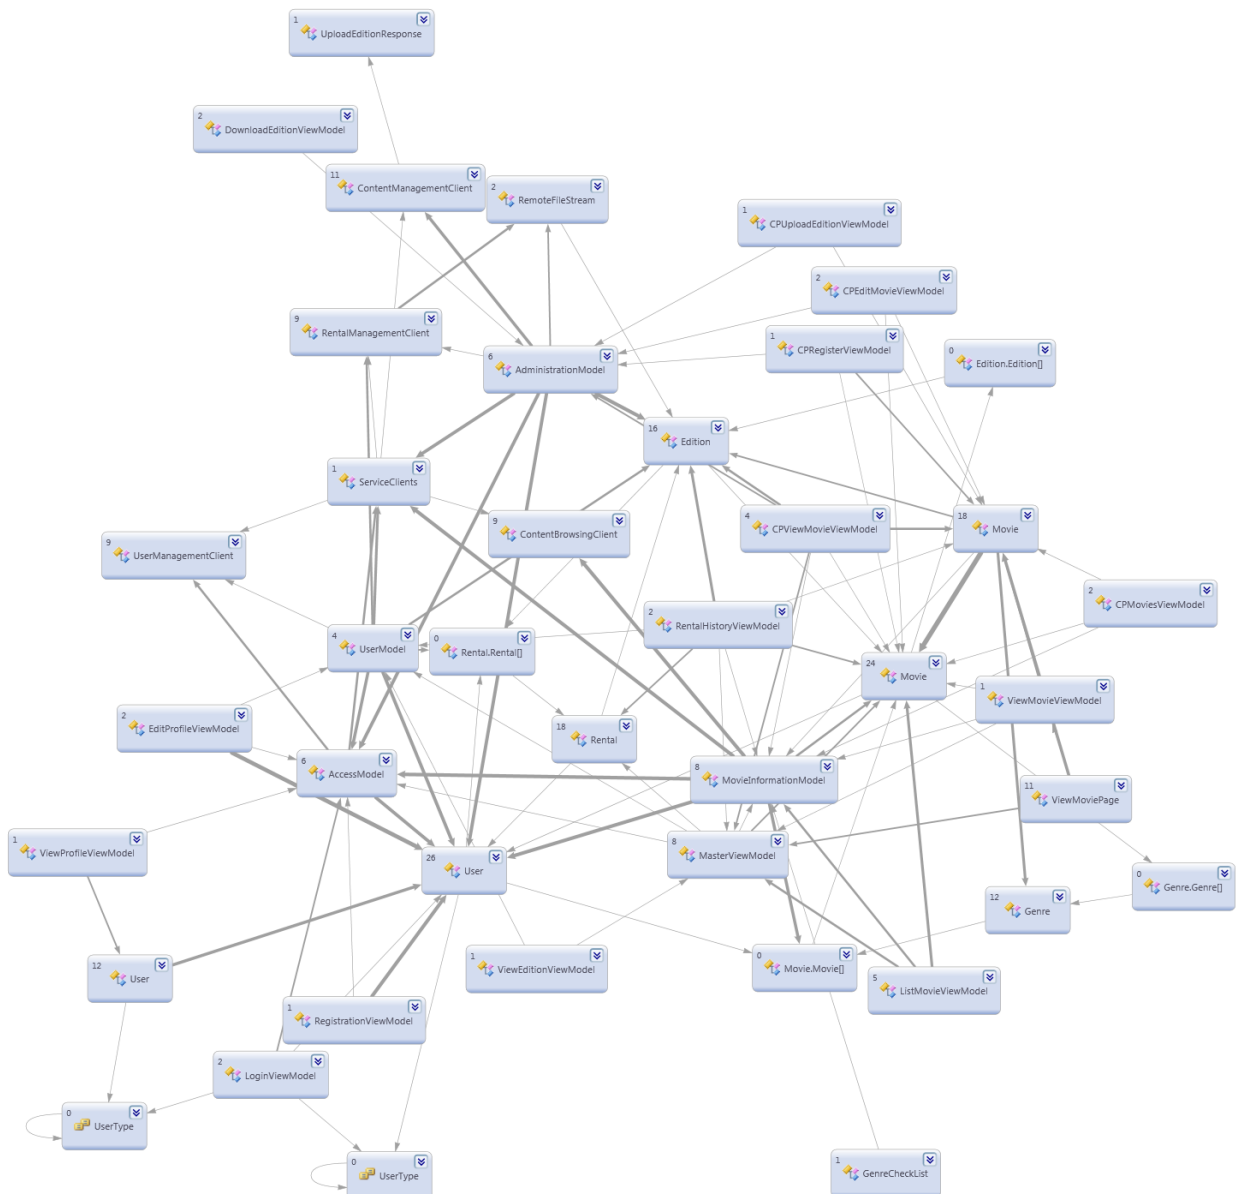 1
UploadEditionResponse
2
DownloadEditionViewModel
11
ContentManagementClient
2
RemoteFileStream
1
CPUploadEditionViewModel
2
CPEditMovieViewModel
9
RentalManagementClient
1
CPRegisterViewModel
0
Edition.Edition[]
6
AdministrationModel
16
Edition
1
ServiceClients
9
ContentBrowsingClient
4
CPViewMovieViewModel
18
Movie
9
UserManagementClient
2
CPMoviesViewModel
2
RentalHistoryViewModel
4
UserModel
0
Rental.Rental[]
24
Movie
1
ViewMovieViewModel
2
EditProfileViewModel
18
Rental
6
AccessModel
8
MovieInformationModel
11
ViewMoviePage
1
ViewProfileViewModel
26
User
8
MasterViewModel
0
Genre.Genre[]
12
Genre
12
User
1
ViewEditionViewModel
0
Movie.Movie[]
5
ListMovieViewModel
1
RegistrationViewModel
2
LoginViewModel
0
UserType
0
UserType
1
GenreCheckList